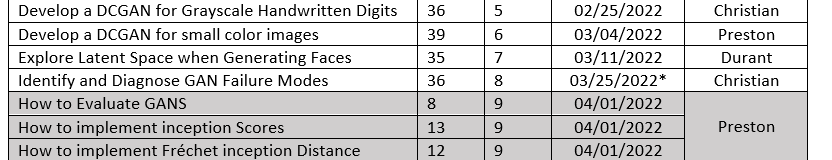 Develop a DCGAN for Grayscale Handwritten Digits 36 5 02/25/2022 Christian
Develop a DCGAN for small color images 39 6 03/04/2022 Preston
Explore Latent Space when Generating Faces 35 7 03/11/2022 Durant
Identify and Diagnose GAN Failure Modes 36 8 03/25/2022* Christian
How to Evaluate GANS 8 9 04/01/2022
How to implement inception Scores 13 9 04/01/2022 Preston
How to implement Fréchet inception Distance 12 9 04/01/2022